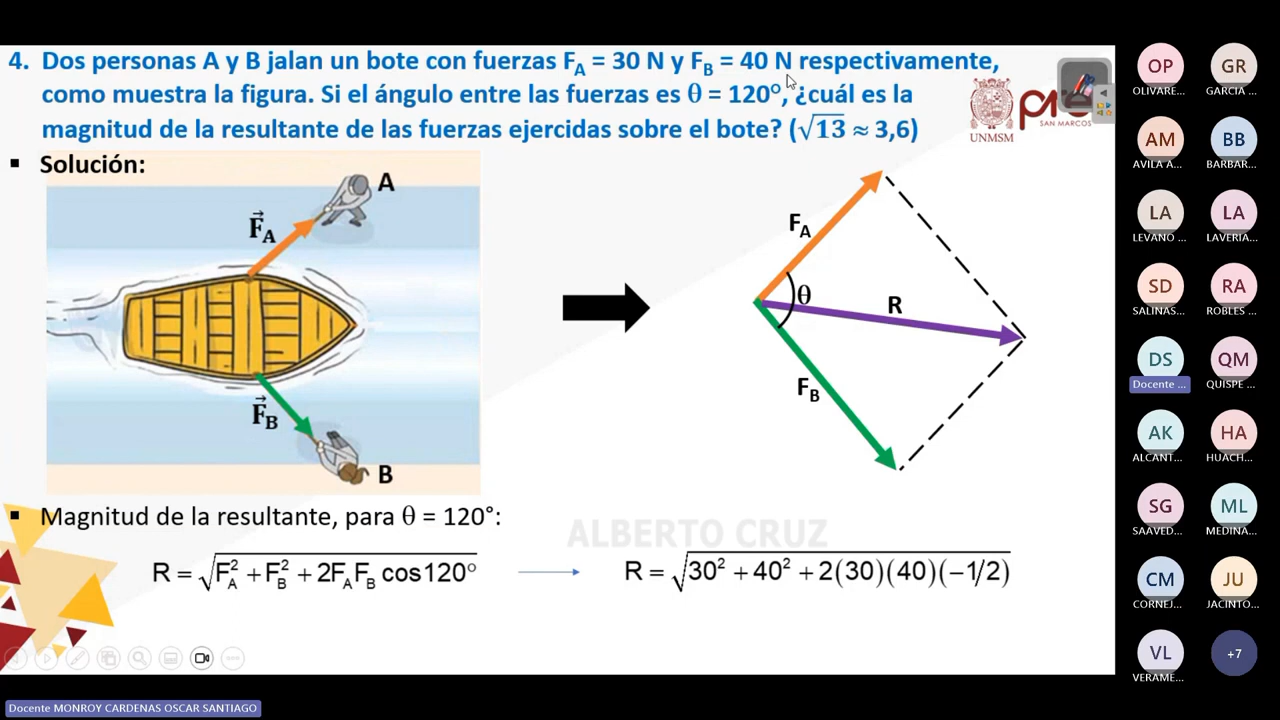 4. Dos personas A y B jalan un bote con fuerzas F_A = 30 N y F_B = 40 N respectivamente,
como muestra la figura. Si el ángulo entre las fuerzas es θ = 120°, ¿cuál es la
magnitud de la resultante de las fuerzas ejercidas sobre el bote? (√13 ≈ 3,6)
UNMSM
pre
SAN MARCOS
▪ Solución:
A
F⃗_A
F⃗_B
B
F_A
θ
R
F_B
▪ Magnitud de la resultante, para θ = 120°:
ALBERTO CRUZ
R = √(F_A² + F_B² + 2F_A F_B cos120°)
R = √(30² + 40² + 2(30)(40)(−1/2))
OP
GR
OLIVARE...
GARCIA ...
AM
BB
AVILA A...
BARBAR...
LA
LA
LEVANO ...
LAVERIA...
SD
RA
SALINAS...
ROBLES ...
DS
QM
Docente ...
QUISPE ...
AK
HA
ALCANT...
HUACH...
SG
ML
SAAVED...
MEDINA...
CM
JU
CORNEJ...
JACINTO...
VL
+7
VERAME...
Docente MONROY CARDENAS OSCAR SANTIAGO